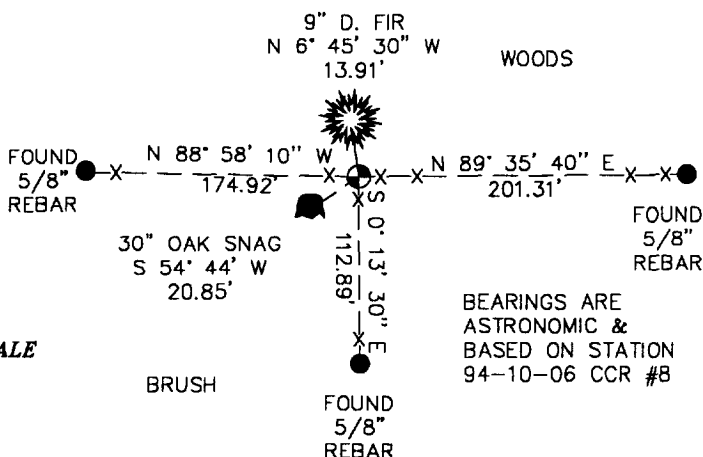 9" D. FIR
N 6° 45' 30" W
13.91'
WOODS
FOUND
5/8"
REBAR
N 88° 58' 10" W
174.92'
N 89° 35' 40" E
201.31'
FOUND
5/8"
REBAR
30" OAK SNAG
S 54° 44' W
20.85'
S 0° 13' 30" E
112.89'
BEARINGS ARE
ASTRONOMIC &
BASED ON STATION
94-10-06 CCR #8
ALE
BRUSH
FOUND
5/8"
REBAR